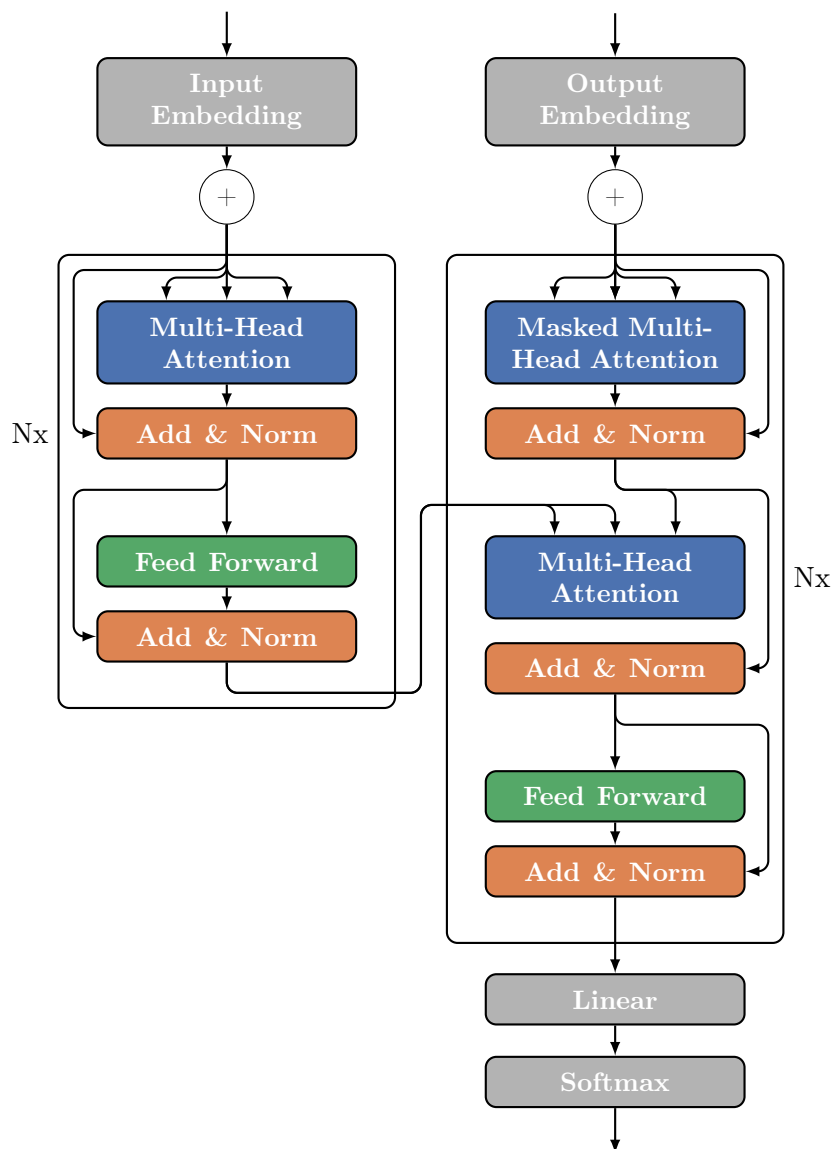 Input
Embedding
+
Multi-Head
Attention
Add & Norm
Nx
Feed Forward
Add & Norm
Output
Embedding
+
Masked Multi-
Head Attention
Add & Norm
Multi-Head
Attention
Nx
Add & Norm
Feed Forward
Add & Norm
Linear
Softmax